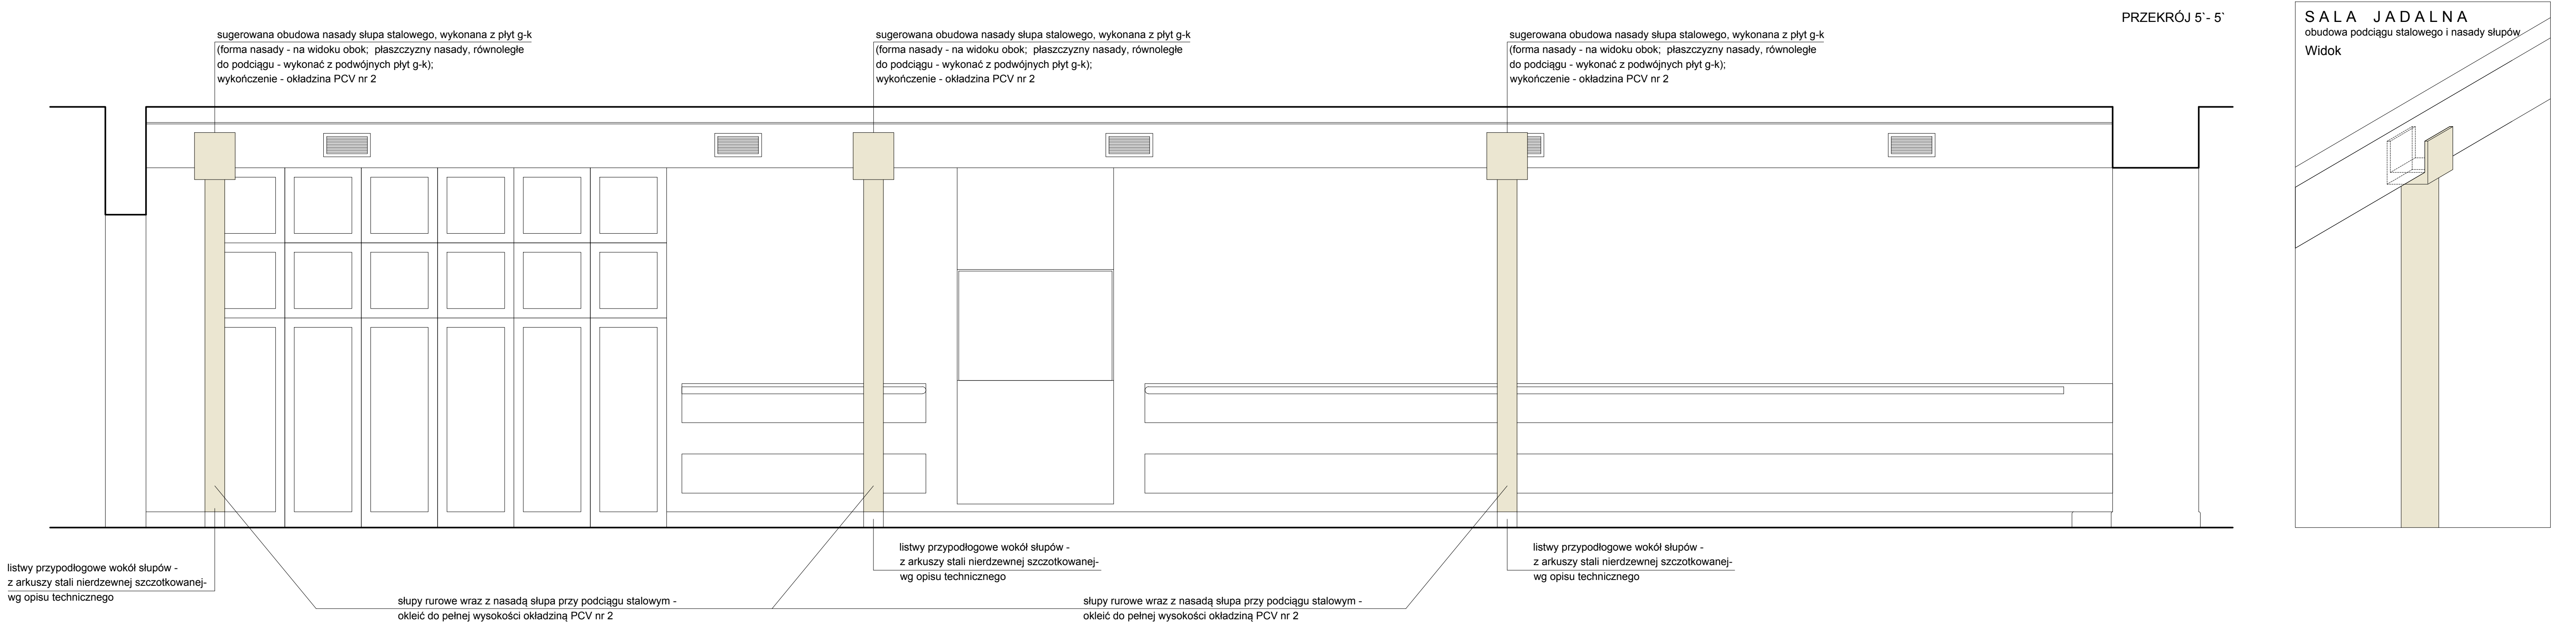 PRZEKRÓJ 5`- 5`
sugerowana obudowa nasady słupa stalowego, wykonana z płyt g-k
(forma nasady - na widoku obok;  płaszczyzny nasady, równoległe
do podciągu - wykonać z podwójnych płyt g-k);
wykończenie - okładzina PCV nr 2
sugerowana obudowa nasady słupa stalowego, wykonana z płyt g-k
(forma nasady - na widoku obok;  płaszczyzny nasady, równoległe
do podciągu - wykonać z podwójnych płyt g-k);
wykończenie - okładzina PCV nr 2
sugerowana obudowa nasady słupa stalowego, wykonana z płyt g-k
(forma nasady - na widoku obok;  płaszczyzny nasady, równoległe
do podciągu - wykonać z podwójnych płyt g-k);
wykończenie - okładzina PCV nr 2
SALA JADALNA
obudowa podciągu stalowego i nasady słupów
Widok
listwy przypodłogowe wokół słupów -
z arkuszy stali nierdzewnej szczotkowanej-
wg opisu technicznego
listwy przypodłogowe wokół słupów -
z arkuszy stali nierdzewnej szczotkowanej-
wg opisu technicznego
listwy przypodłogowe wokół słupów -
z arkuszy stali nierdzewnej szczotkowanej-
wg opisu technicznego
słupy rurowe wraz z nasadą słupa przy podciągu stalowym -
okleić do pełnej wysokości okładziną PCV nr 2
słupy rurowe wraz z nasadą słupa przy podciągu stalowym -
okleić do pełnej wysokości okładziną PCV nr 2